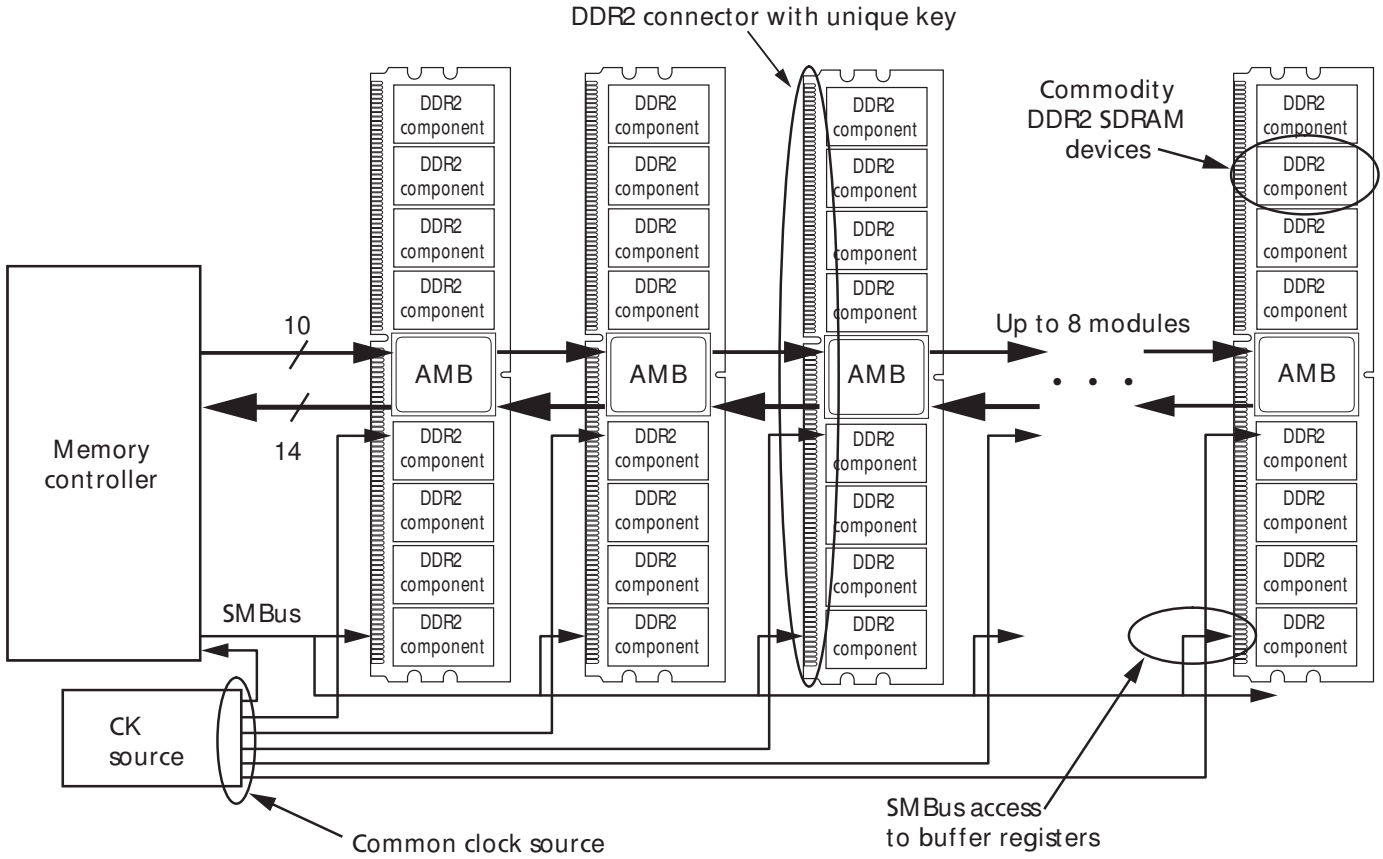 DDR2 connector with unique key
Commodity
DDR2 SDRAM
devices
DDR2
component
DDR2
component
DDR2
component
DDR2
component
AMB
DDR2
component
DDR2
component
DDR2
component
DDR2
component
DDR2
component
DDR2
component
DDR2
component
DDR2
component
AMB
DDR2
component
DDR2
component
DDR2
component
DDR2
component
DDR2
component
DDR2
component
DDR2
component
DDR2
component
AMB
DDR2
component
DDR2
component
DDR2
component
DDR2
component
DDR2
component
DDR2
component
DDR2
component
DDR2
component
AMB
DDR2
component
DDR2
component
DDR2
component
DDR2
component
10
14
Up to 8 modules
. . .
Memory
controller
SMBus
CK
source
Common clock source
SMBus access
to buffer registers